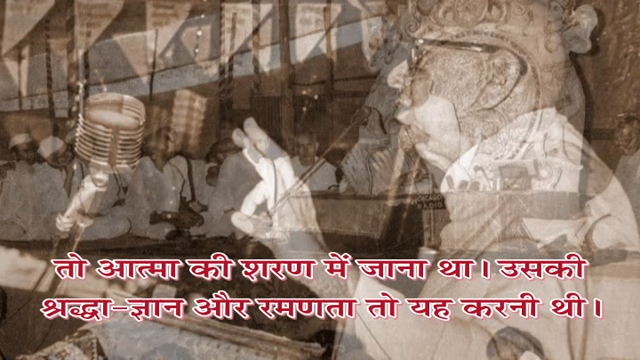 तो आत्मा की शरण में जाना था। उसकी
श्रद्धा-ज्ञान और रमणता तो यह करनी थी।